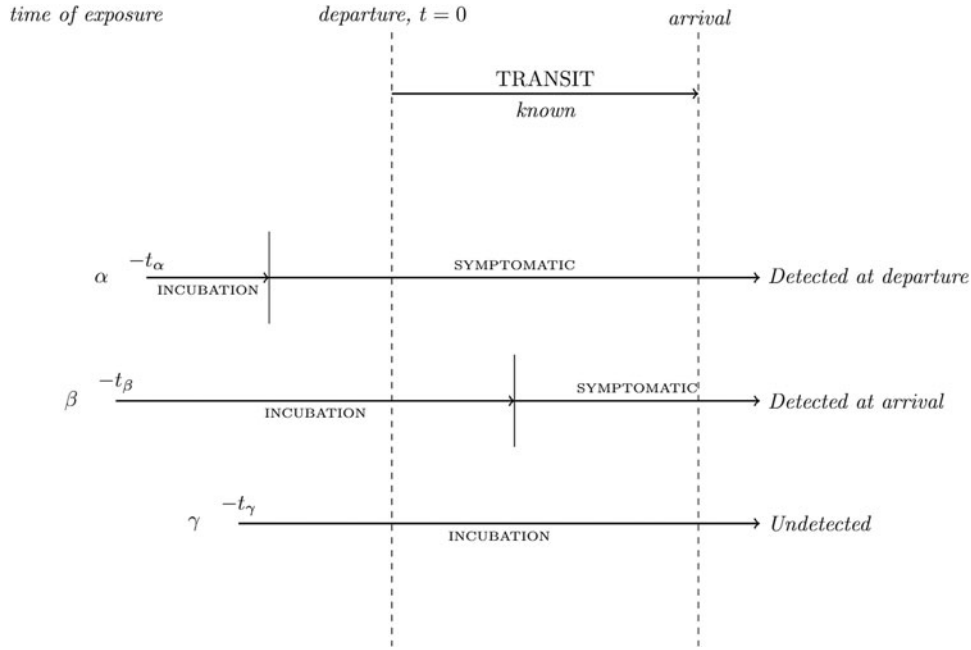 time of exposure
departure, t = 0
arrival
TRANSIT
known
−tα
α
INCUBATION
SYMPTOMATIC
Detected at departure
−tβ
β
INCUBATION
SYMPTOMATIC
Detected at arrival
−tγ
γ
INCUBATION
Undetected